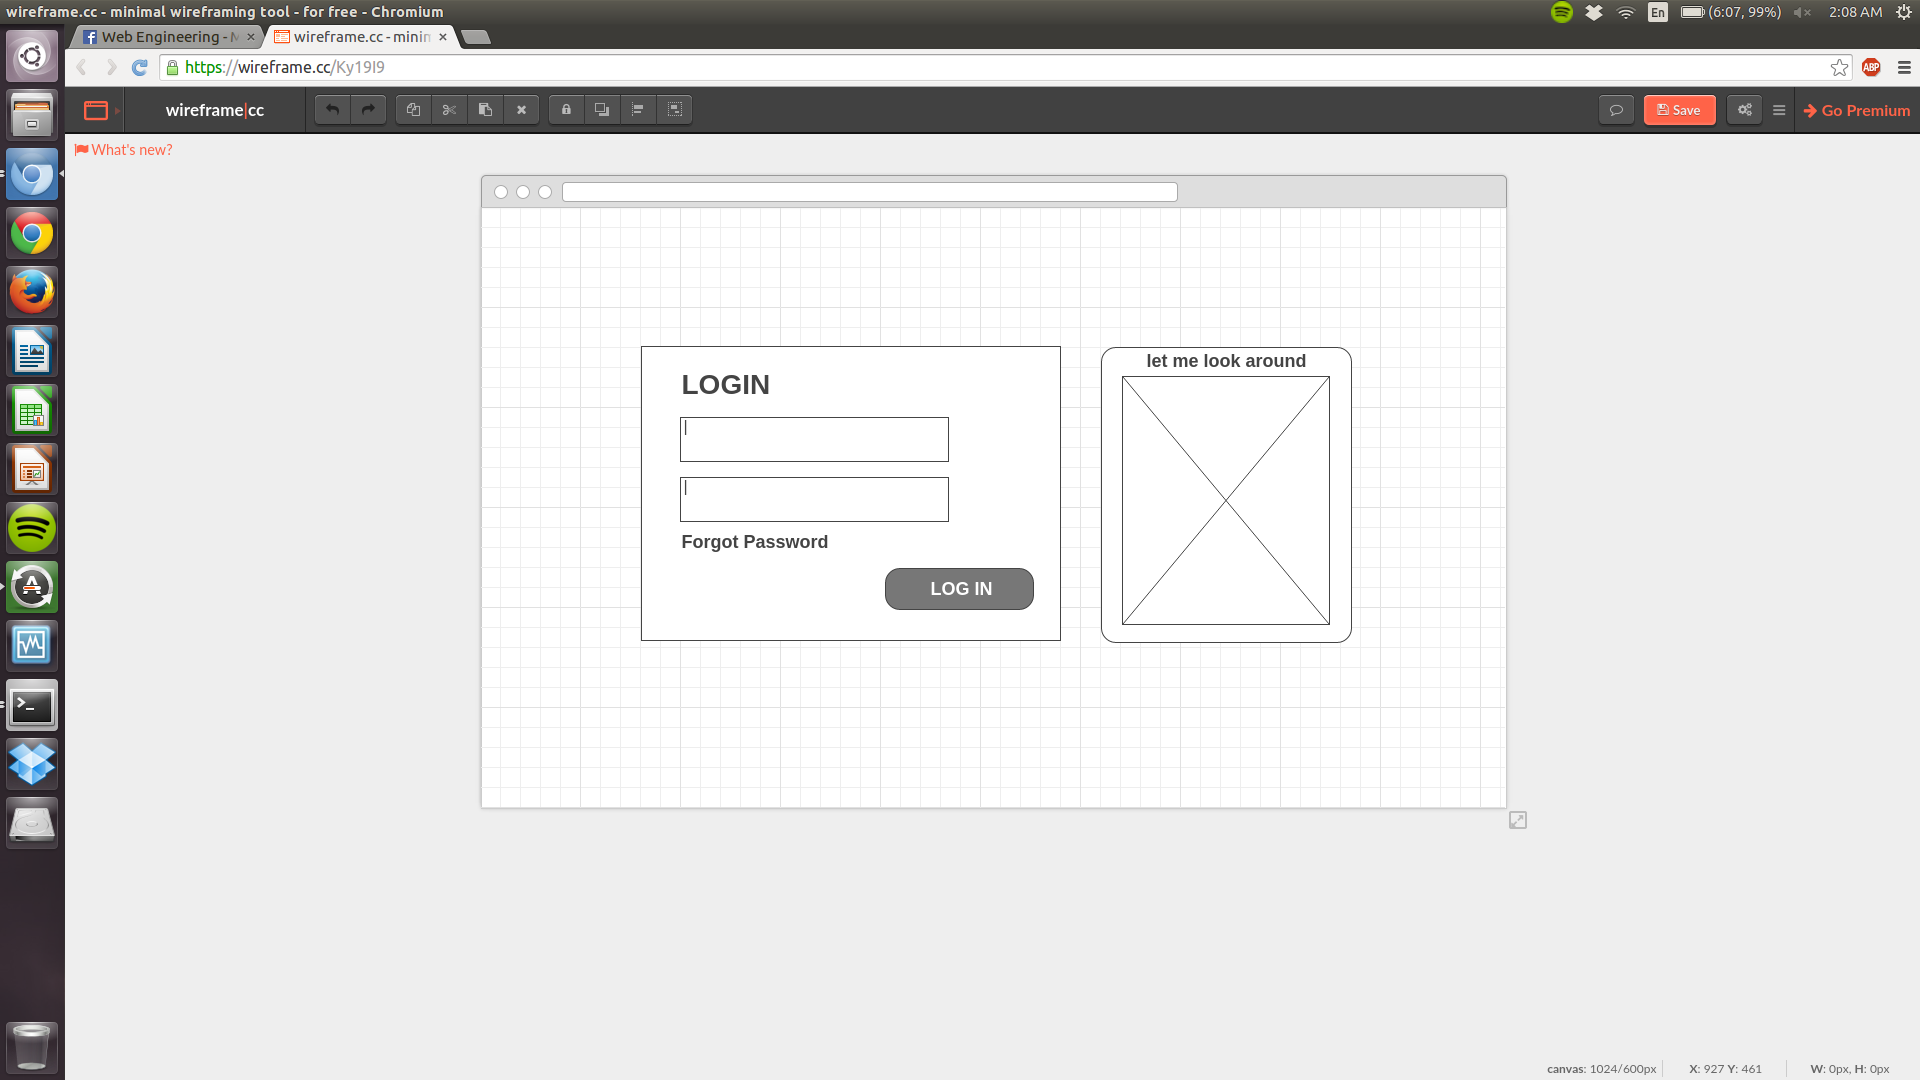 wireframe.cc - minimal wireframing tool - for free - Chromium
En
(6:07, 99%)
2:08 AM
Web Engineering - M
wireframe.cc - minin
https://wireframe.cc/Ky19I9
ABP
wireframe|cc
Save
Go Premium
What's new?
LOGIN
Forgot Password
LOG IN
let me look around
canvas: 1024/600px
X: 927 Y: 461
W: 0px, H: 0px